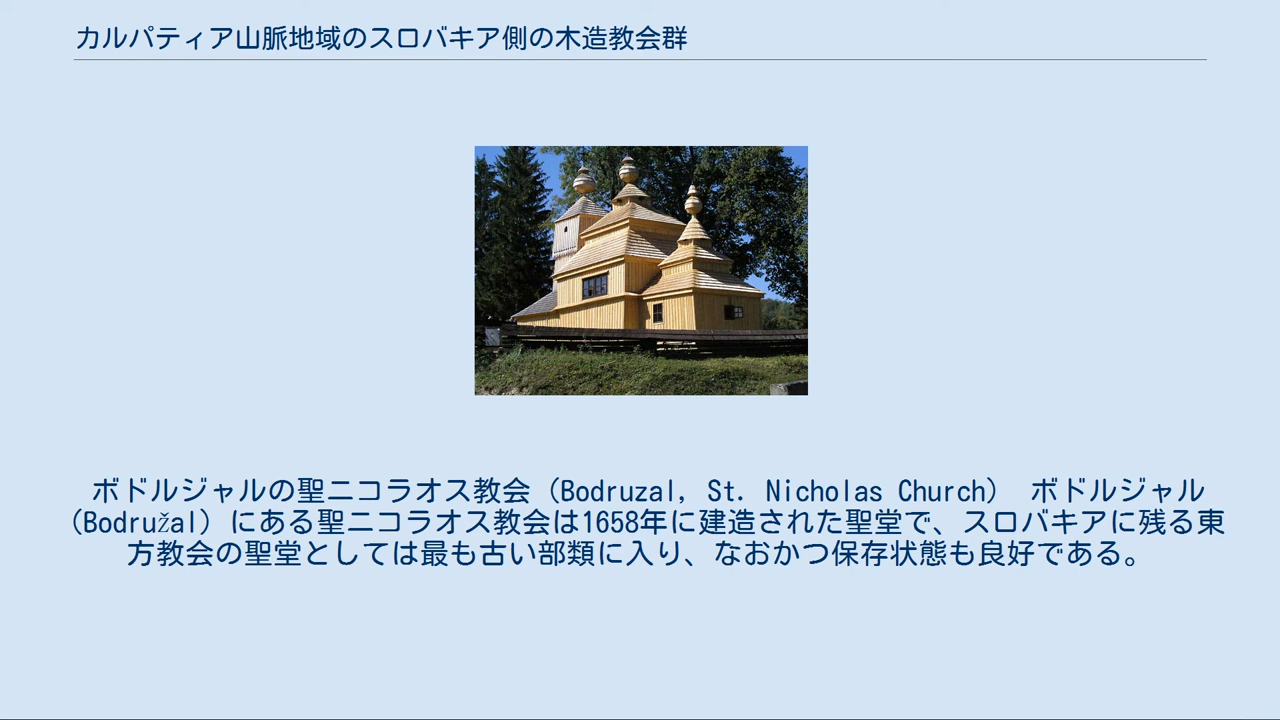 カルパティア山脈地域のスロバキア側の木造教会群
ボドルジャルの聖ニコラオス教会（Bodruzal, St. Nicholas Church） ボドルジャル
（Bodružal）にある聖ニコラオス教会は1658年に建造された聖堂で、スロバキアに残る東
方教会の聖堂としては最も古い部類に入り、なおかつ保存状態も良好である。